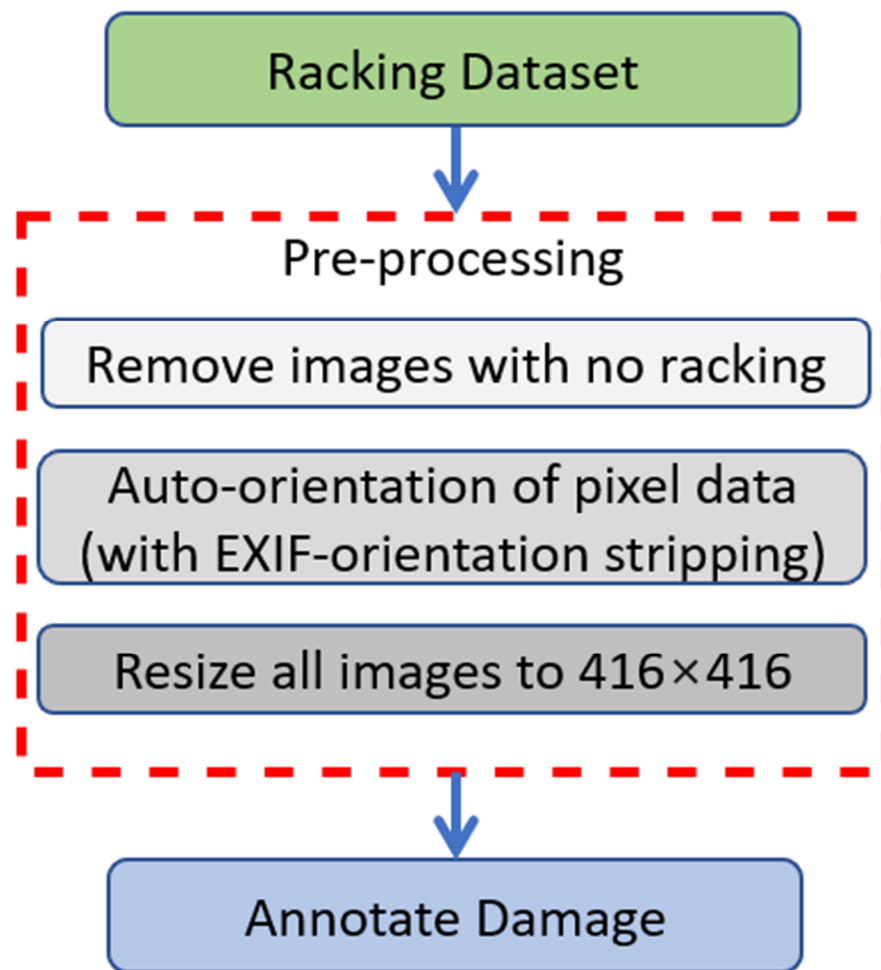 Racking Dataset
Pre-processing
Remove images with no racking
Auto-orientation of pixel data
(with EXIF-orientation stripping)
Resize all images to 416×416
Annotate Damage